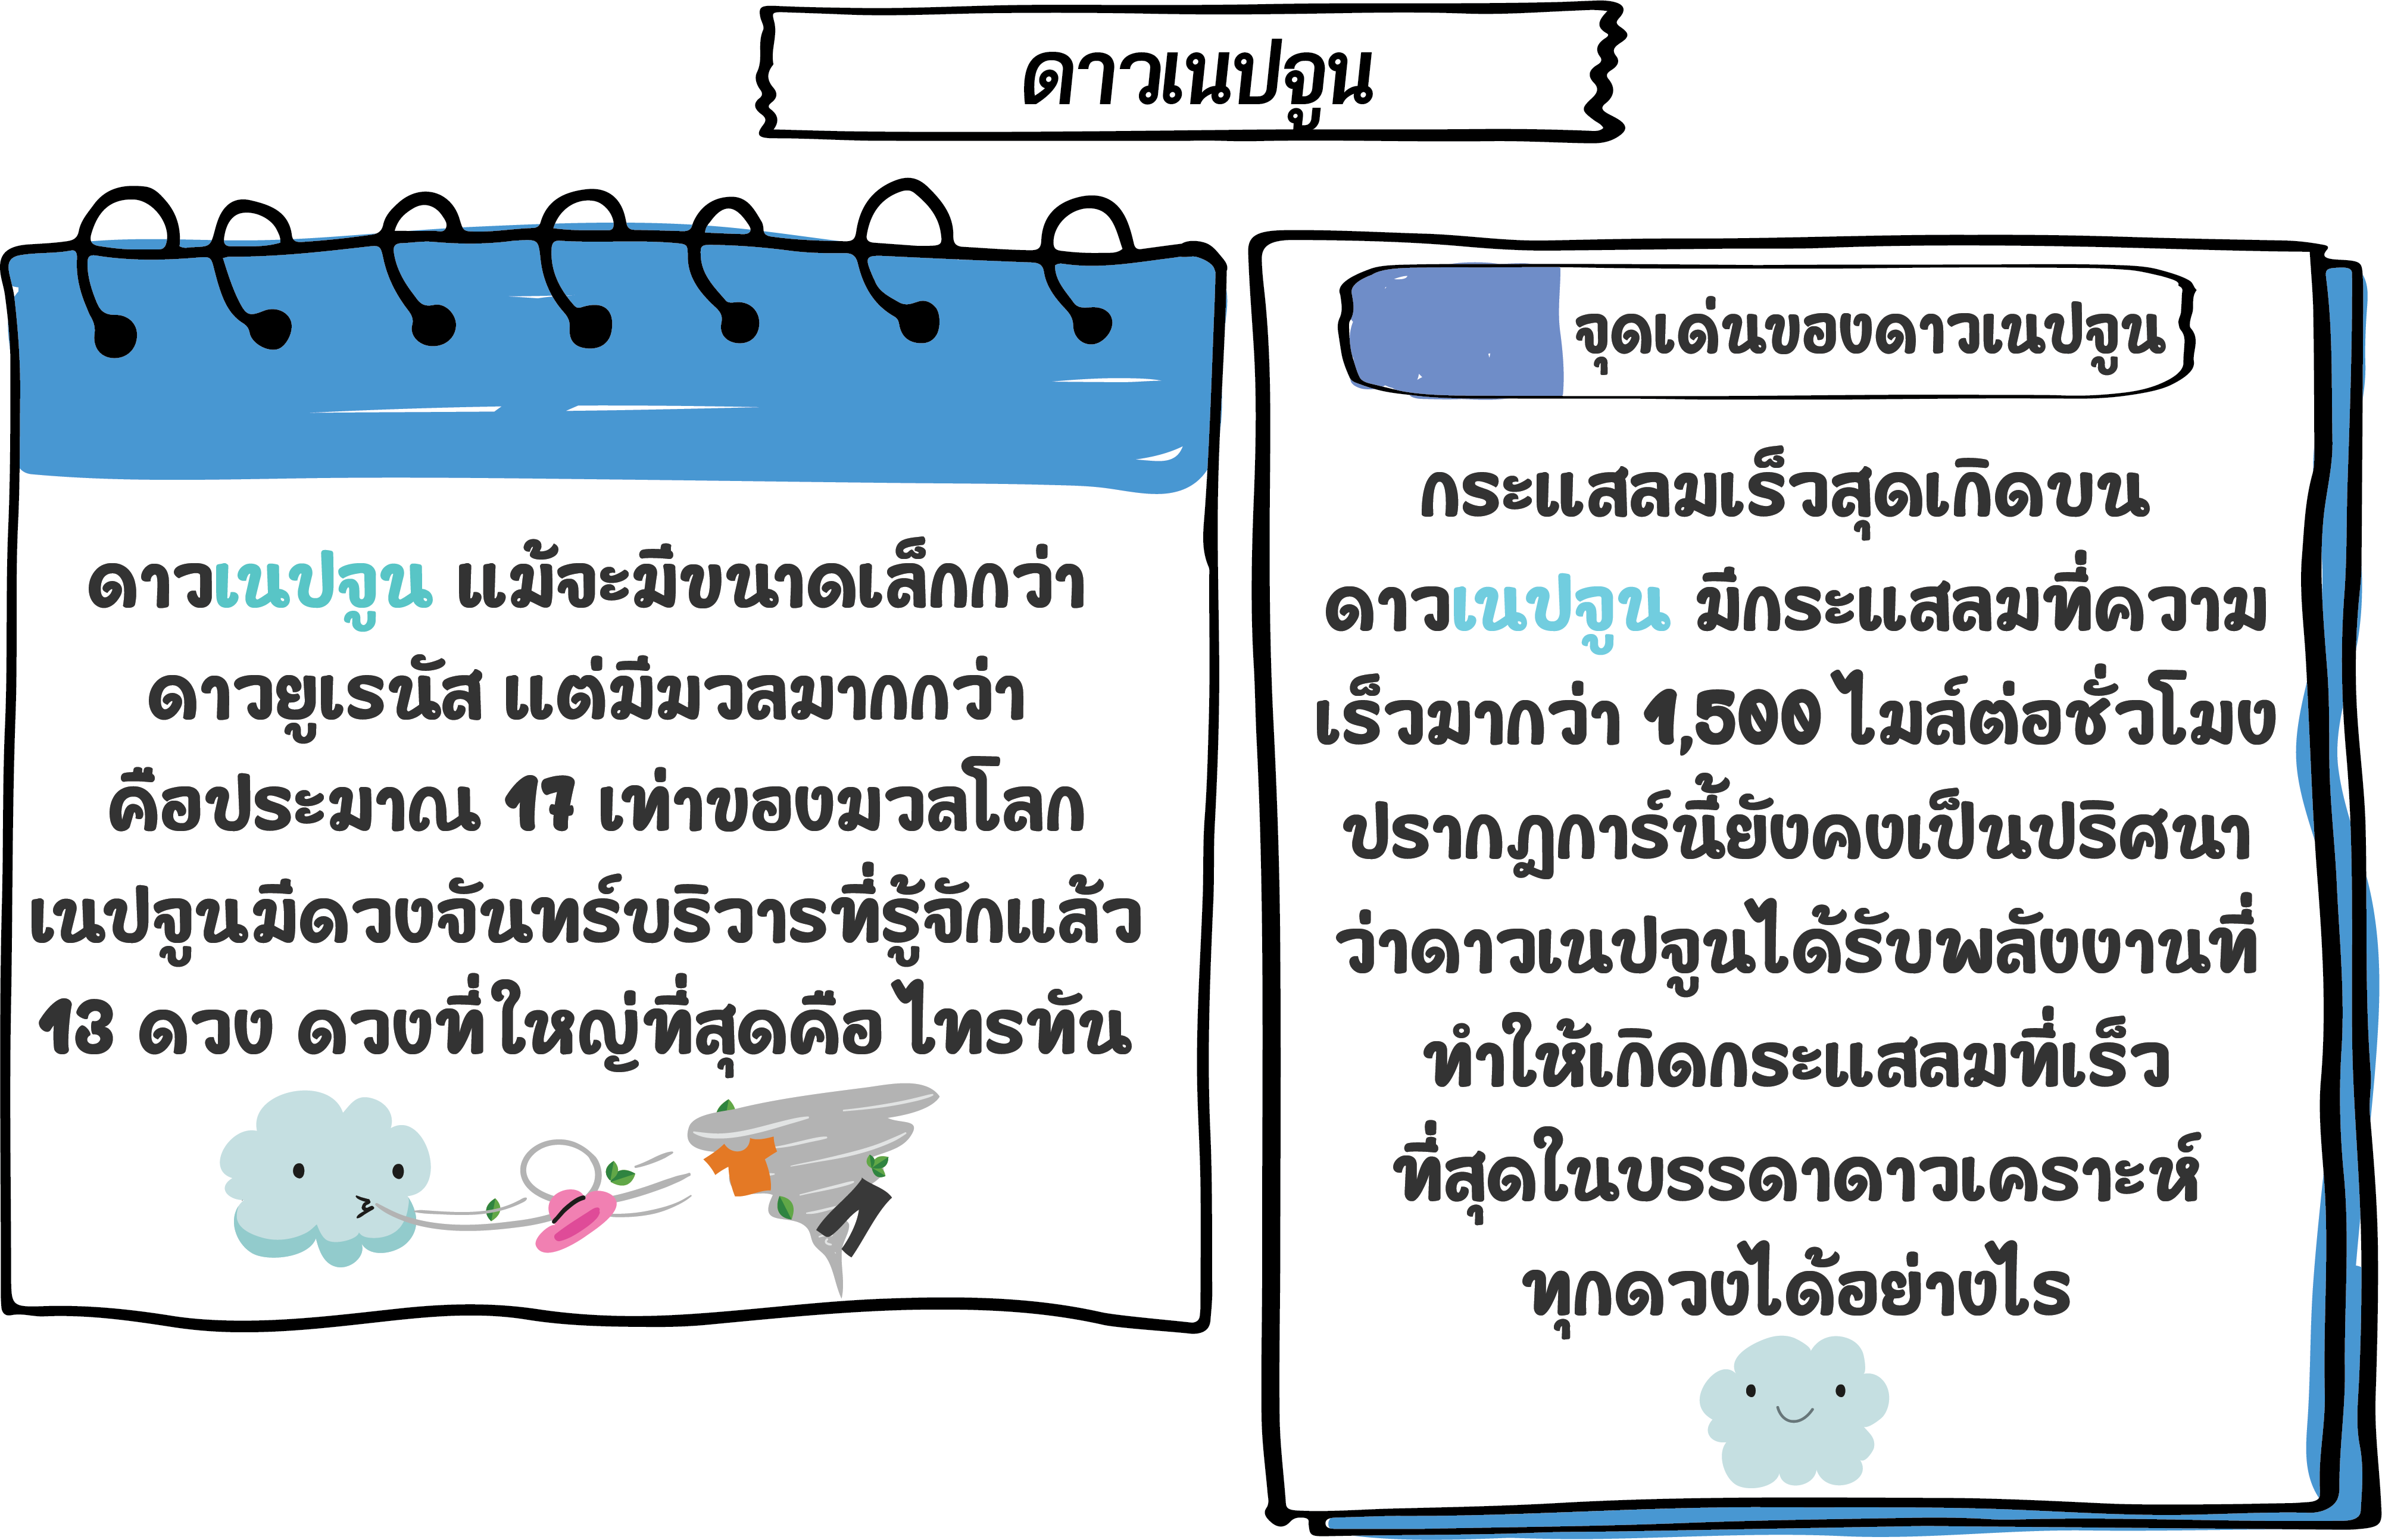 ดาวเนปจูน
ดาวเนปจูน แม้จะมีขนาดเล็กกว่า
ดาวยูเรนัส แต่มีมวลมากกว่า
คือประมาณ 17 เท่าของมวลโลก
เนปจูนมีดวงจันทร์บริวารที่รู้จักแล้ว
13 ดวง ดวงที่ใหญ่ที่สุดคือ ไทรทัน
จุดเด่นของดาวเนปจูน
กระแสลมเร็วสุดเกิดบน
ดาวเนปจูน มีกระแสลมที่ความ
เร็วมากว่า 1,500 ไมล์ต่อชั่วโมง
ปรากฏการ์นี้ยังคงเป็นปริศนา
ว่าดาวเนปจูนได้รับพลังงานที่
ทำให้เกิดกระแสลมที่เร็ว
ที่สุดในบรรดาดาวเคราะห์
ทุกดวงได้อย่างไร